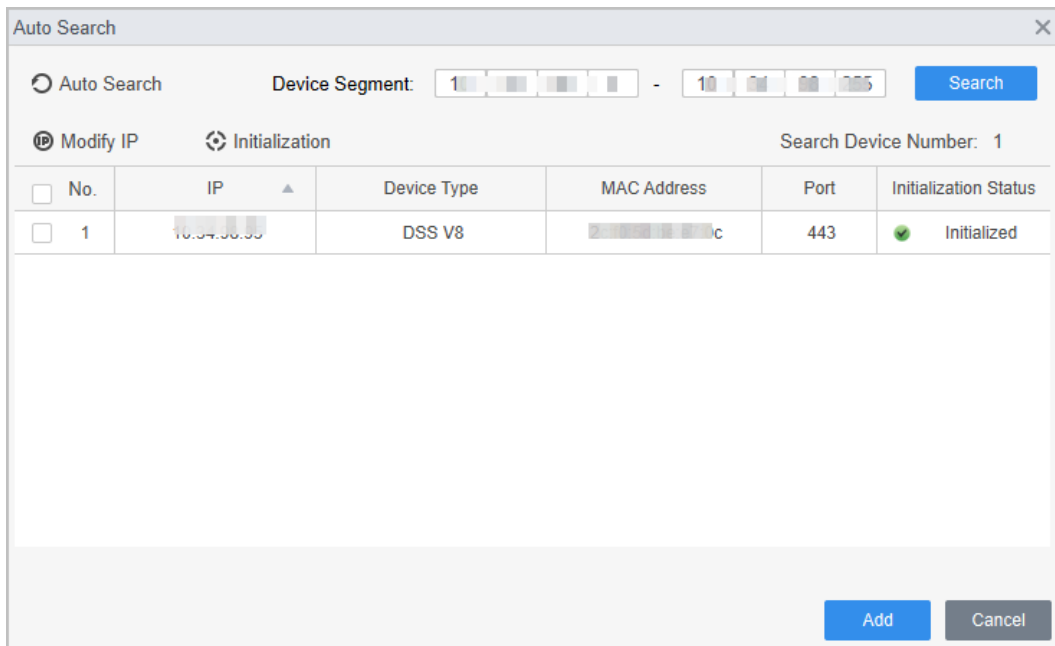 Auto Search
Auto Search Device Segment: - Search
Modify IP Initialization Search Device Number: 1
No. IP Device Type MAC Address Port Initialization Status
1 DSS V8 443 Initialized
Add Cancel